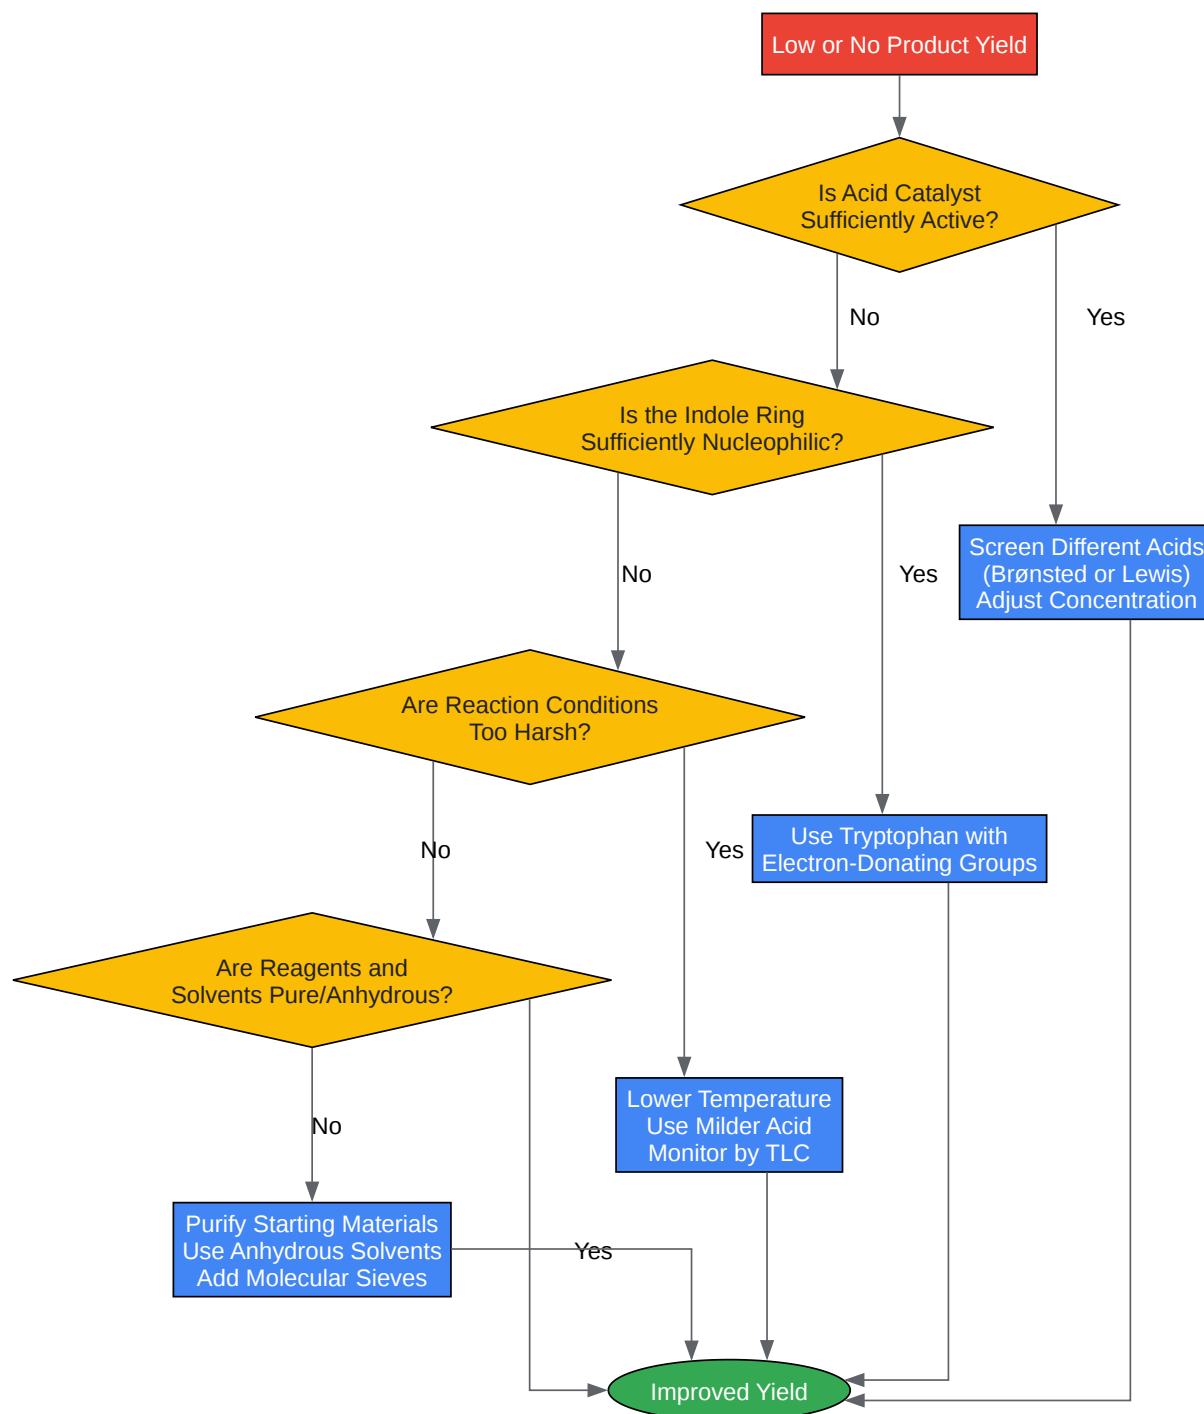 Low or No Product Yield
Is Acid Catalyst
Sufficiently Active?
No
Yes
Is the Indole Ring
Sufficiently Nucleophilic?
No
Yes
Screen Different Acids
(Brønsted or Lewis)
Adjust Concentration
Are Reaction Conditions
Too Harsh?
No
Yes
Use Tryptophan with
Electron-Donating Groups
Are Reagents and
Solvents Pure/Anhydrous?
No
Lower Temperature
Use Milder Acid
Monitor by TLC
Purify Starting Materials
Use Anhydrous Solvents
Add Molecular Sieves
Yes
Improved Yield